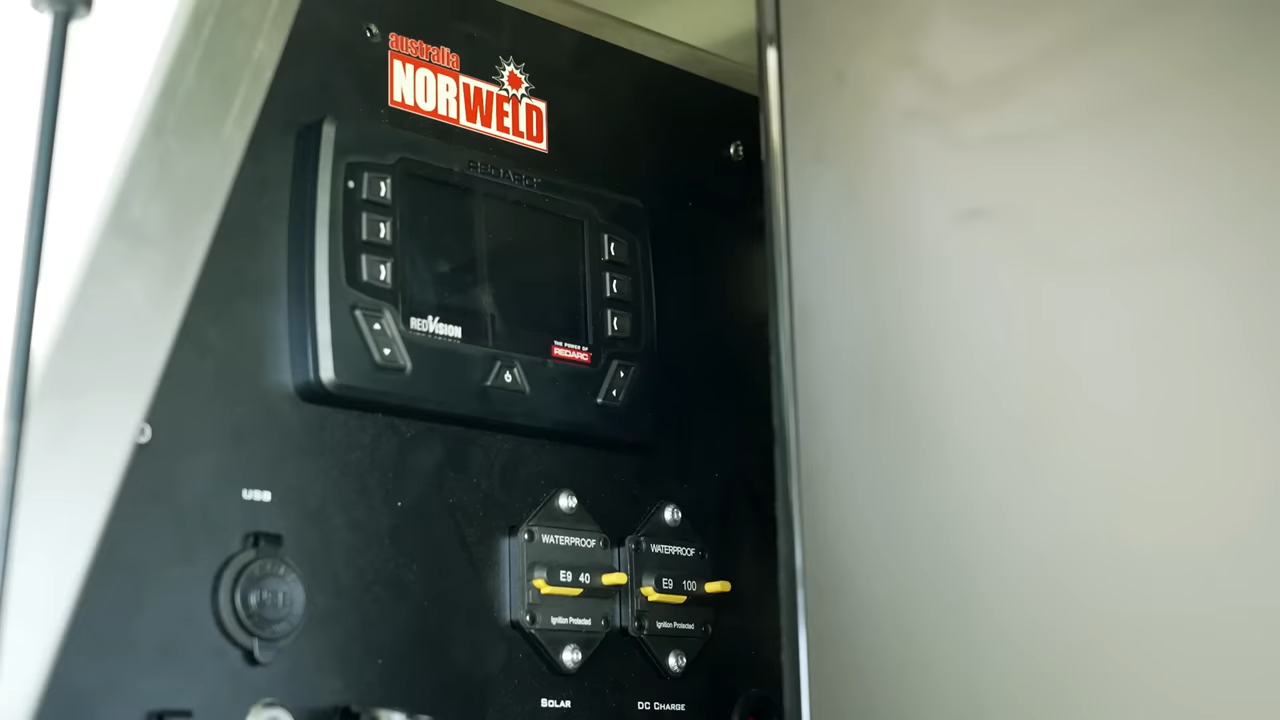 australia
NORWELD
REDARC
REDVISION
THE POWER OF
REDARC
USB
USB
WATERPROOF
E9 40
Ignition Protected
WATERPROOF
E9 100
Ignition Protected
SOLAR
DC CHARGE